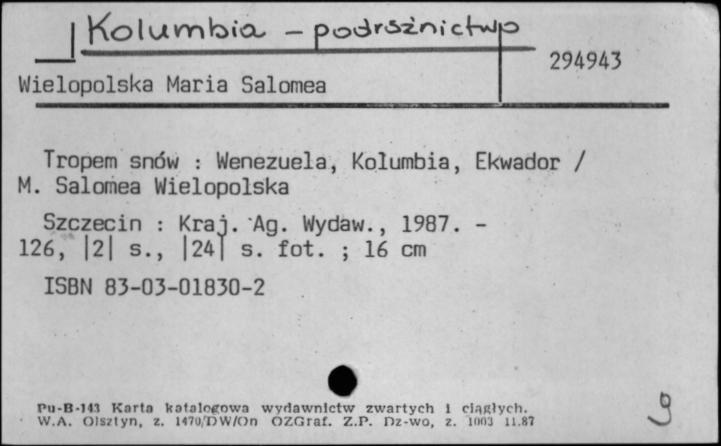 Kolumbia - podróżnictwo
294943
Wielopolska Maria Salomea
Tropem snów : Wenezuela, Kolumbia, Ekwador /
M. Salomea Wielopolska
Szczecin : Kraj. Ag. Wydaw., 1987. -
126, |2| s., |24| s. fot. ; 16 cm
ISBN 83-03-01830-2
Pu-B-143 Karta katalogowa wydawnictw zwartych i ciągłych.
W.A. Olsztyn, z. 1470/DW/On OZGraf. Z.P. Dz-wo, z. 1003 11.87